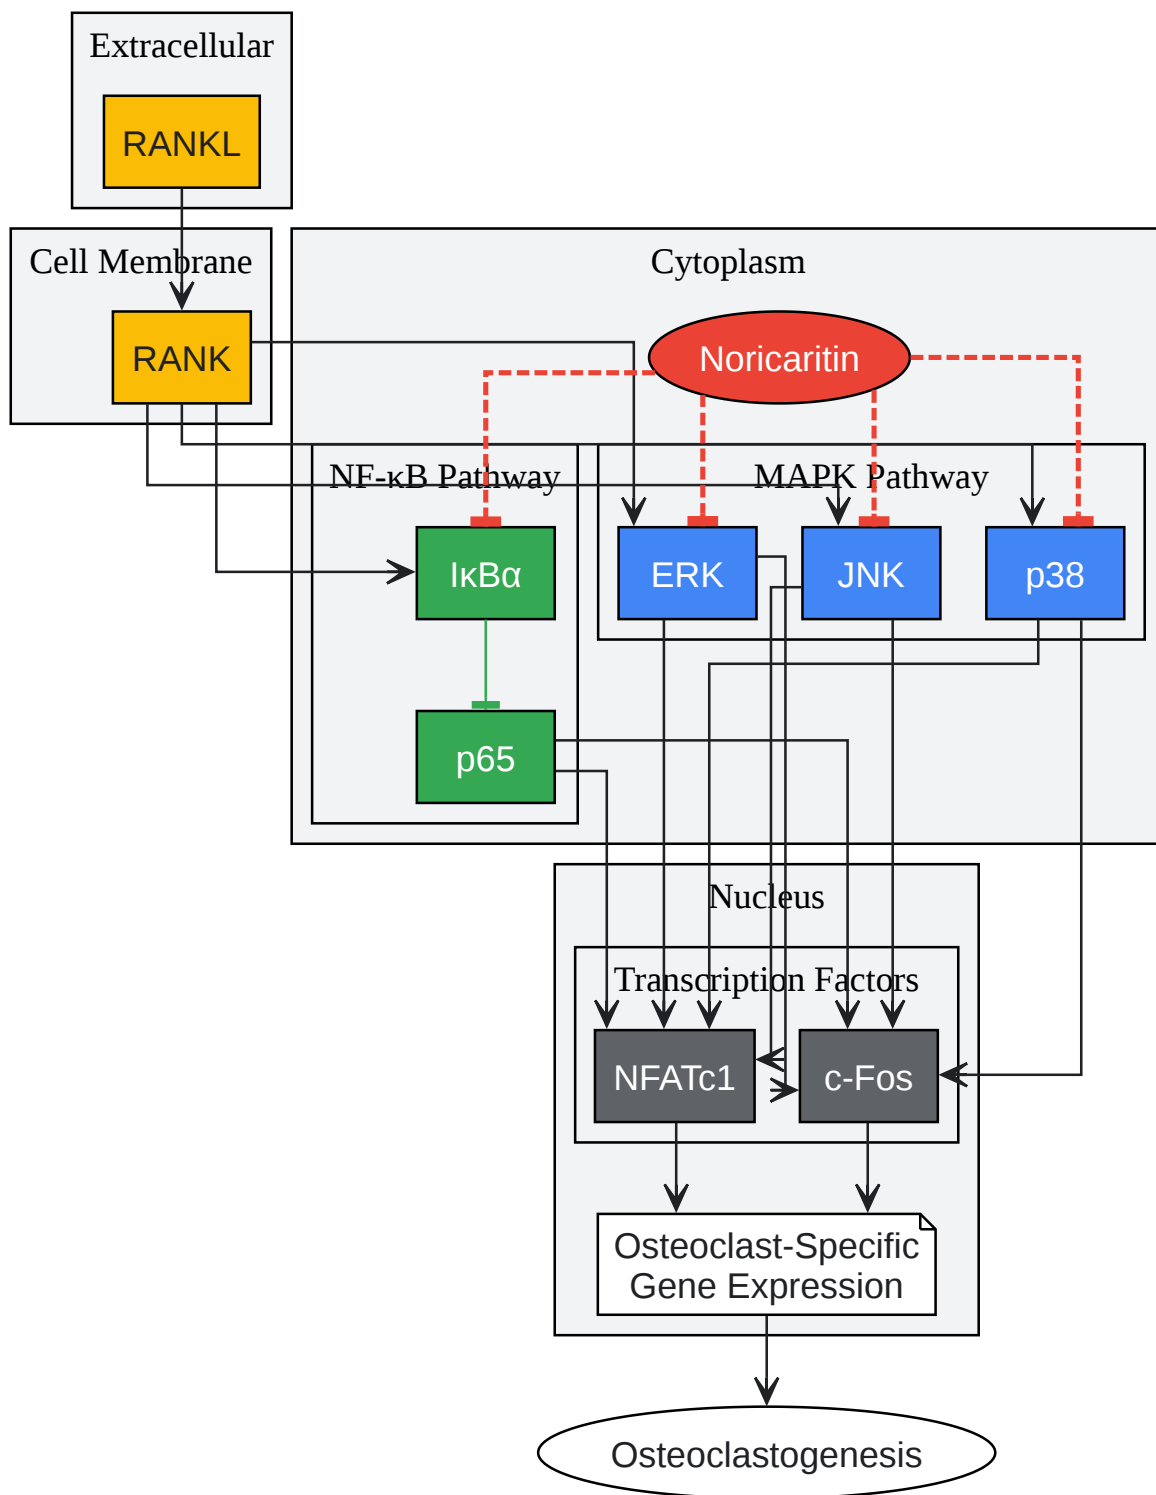 Extracellular
RANKL
Cell Membrane
RANK
Cytoplasm
Noricaritin
NF-κB Pathway
MAPK Pathway
IκBα
ERK
JNK
p38
p65
Nucleus
Transcription Factors
NFATc1
c-Fos
Osteoclast-Specific
Gene Expression
Osteoclastogenesis